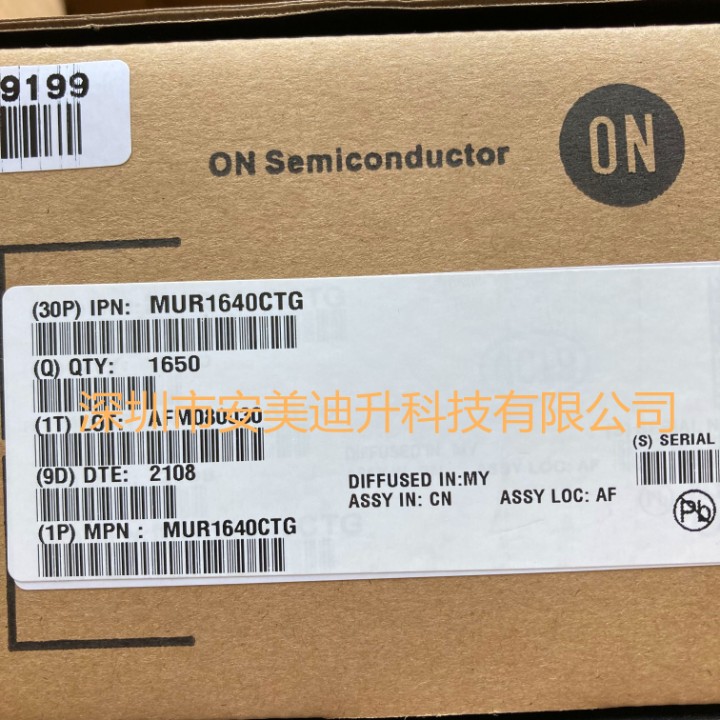 9199
ON Semiconductor
ON
(30P) IPN: MUR1640CTG
(Q) QTY: 1650
深圳市安美迪升科技有限公司
(1T) LOT:
(S) SERIAL
(9D) DTE: 2108
DIFFUSED IN:MY
ASSY IN: CN ASSY LOC: AF
Pb
(1P) MPN : MUR1640CTG